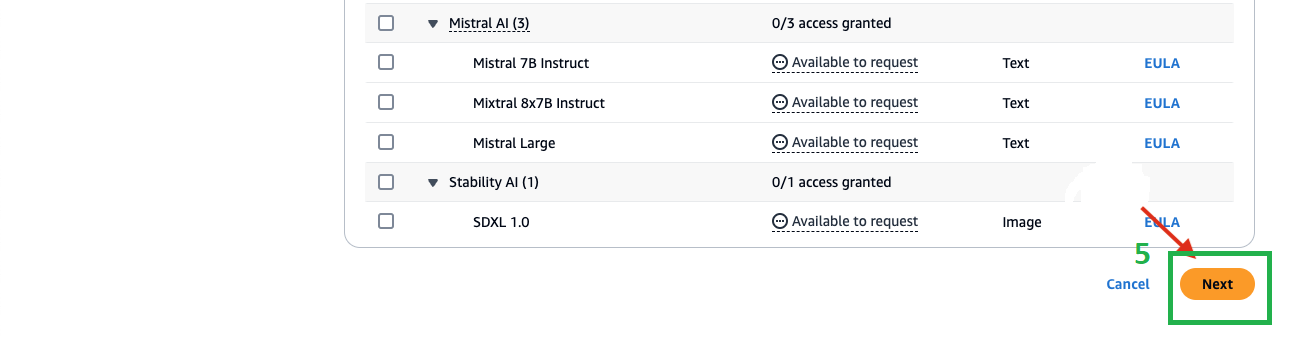 Mistral AI (3) 0/3 access granted
Mistral 7B Instruct Available to request Text EULA
Mixtral 8x7B Instruct Available to request Text EULA
Mistral Large Available to request Text EULA
Stability AI (1) 0/1 access granted
SDXL 1.0 Available to request Image EULA
5
Cancel Next